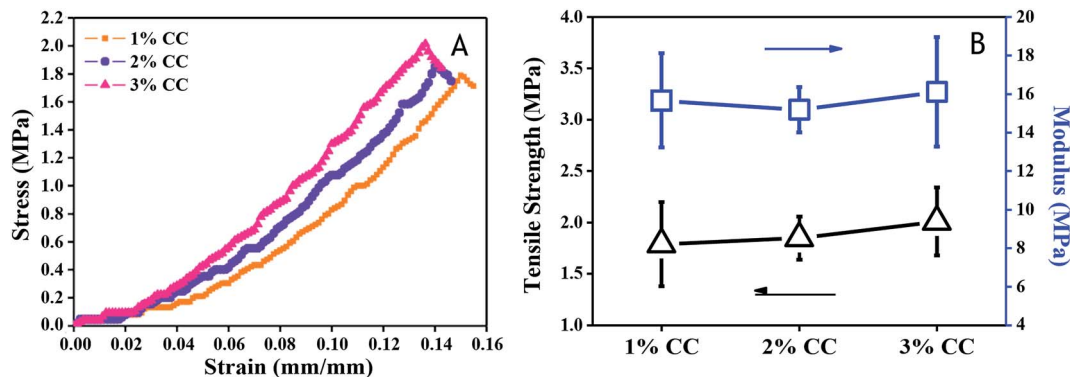 A
1% CC
2% CC
3% CC
Stress (MPa)
2.2
2.0
1.8
1.6
1.4
1.2
1.0
0.8
0.6
0.4
0.2
0.0
0.00 0.02 0.04 0.06 0.08 0.10 0.12 0.14 0.16
Strain (mm/mm)
B
Tensile Strength (MPa)
4.0
3.5
3.0
2.5
2.0
1.5
1.0
1% CC 2% CC 3% CC
20
18
16
14
12
10
8
6
4
Modulus (MPa)